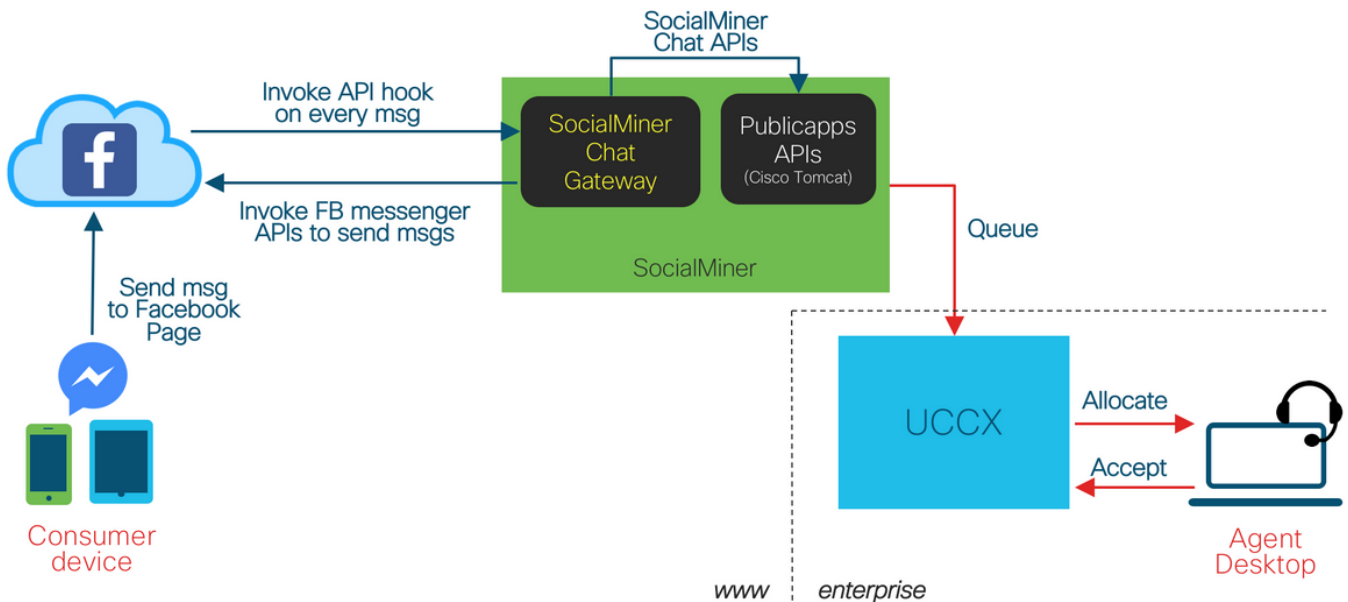 SocialMiner
Chat APIs
Invoke API hook
on every msg
SocialMiner
Chat
Gateway
Publicapps
APIs
(Cisco Tomcat)
f
Invoke FB messenger
APIs to send msgs
Queue
SocialMiner
Send msg
to Facebook
Page
UCCX
Allocate
Accept
Consumer
device
Agent
Desktop
www
enterprise